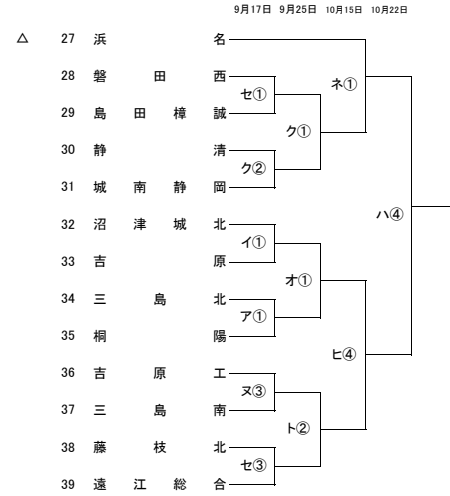 9月17日 9月25日 10月15日 10月22日
△ 27 浜名
28 磐田西
セ①
ネ①
29 島田樟誠
ク①
30 静清
ク②
31 城南静岡
ハ④
32 沼津城北
イ①
33 吉原
オ①
34 三島北
ア①
35 桐陽
ヒ④
36 吉原工
ヌ③
37 三島南
ト②
38 藤枝北
セ③
39 遠江総合